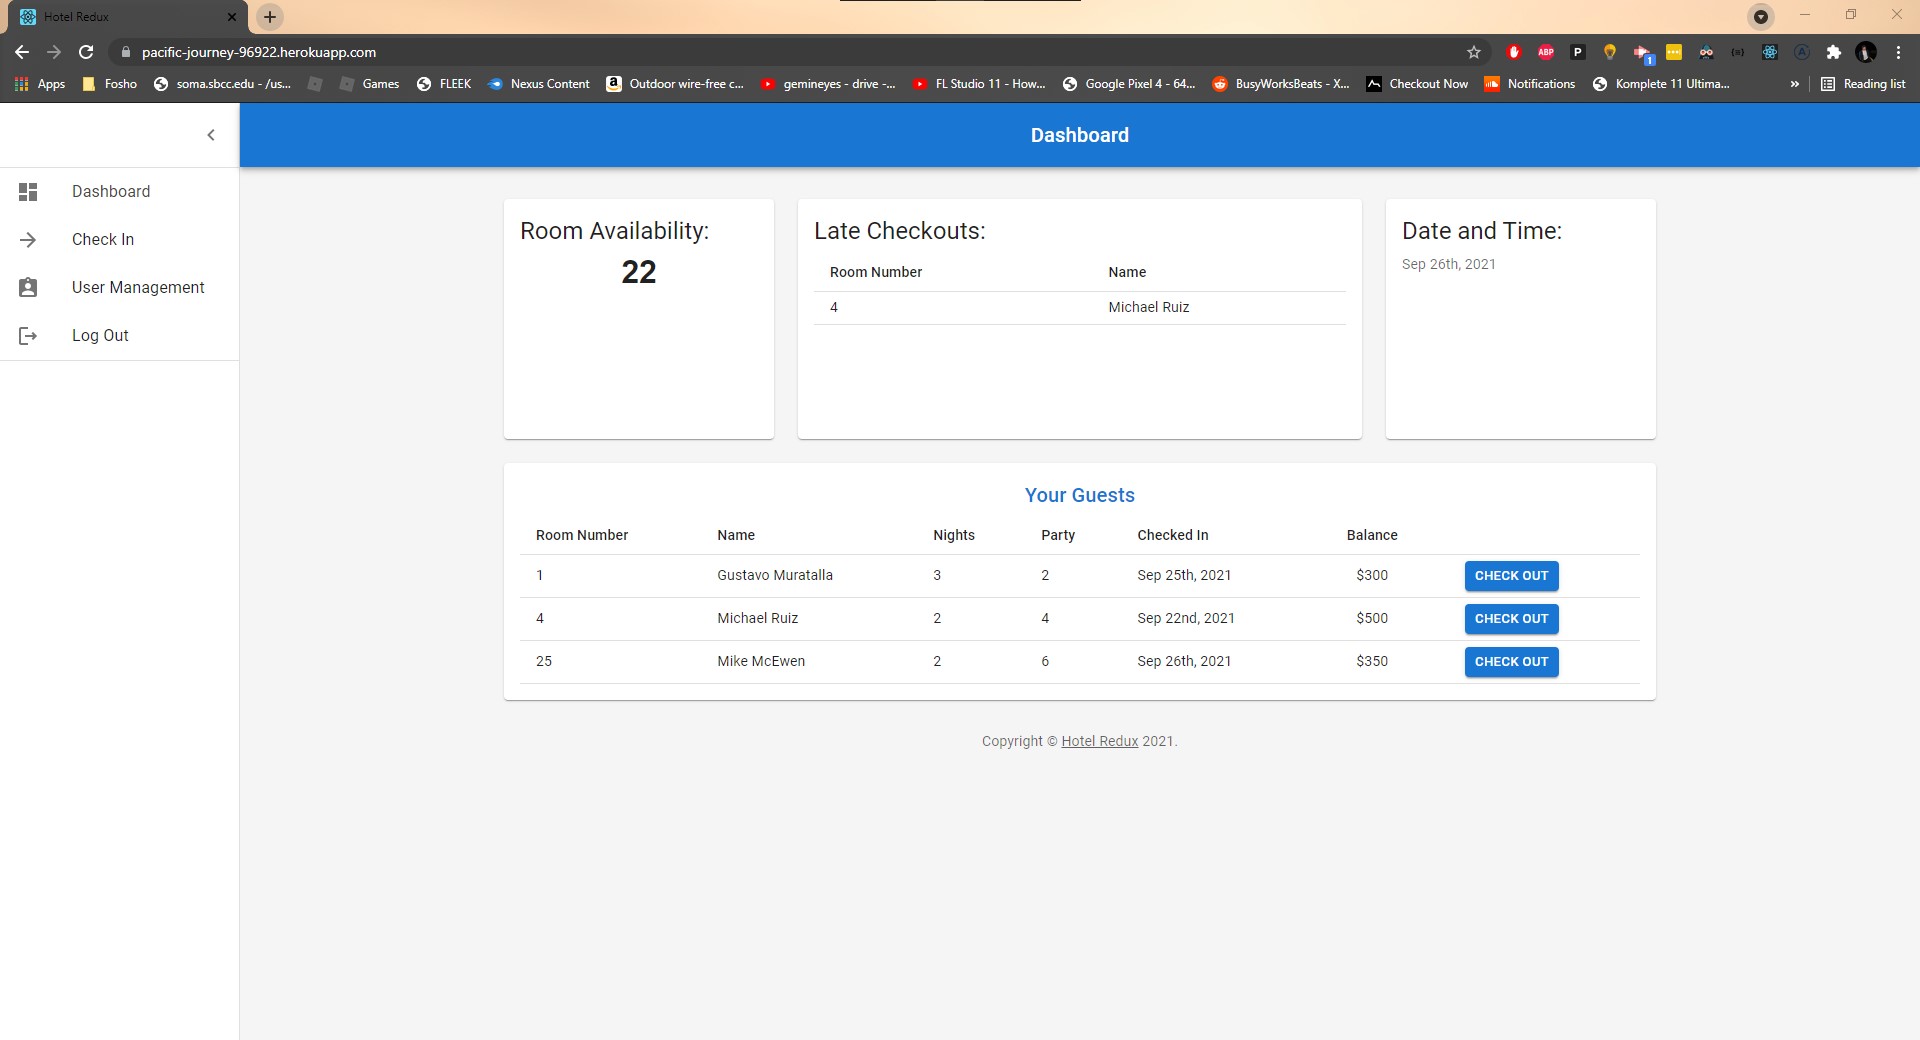 Hotel Redux
pacific-journey-96922.herokuapp.com
ABP P 1
Apps Fosho soma.sbcc.edu - /us... Games FLEEK Nexus Content Outdoor wire-free c... gemineyes - drive -... FL Studio 11 - How... Google Pixel 4 - 64... BusyWorksBeats - X... Checkout Now Notifications Komplete 11 Ultima... » Reading list
Dashboard
Dashboard
Check In
User Management
Log Out
Room Availability:
22
Late Checkouts:
Room Number Name
4 Michael Ruiz
Date and Time:
Sep 26th, 2021
Your Guests
Room Number Name Nights Party Checked In Balance
1 Gustavo Muratalla 3 2 Sep 25th, 2021 $300 CHECK OUT
4 Michael Ruiz 2 4 Sep 22nd, 2021 $500 CHECK OUT
25 Mike McEwen 2 6 Sep 26th, 2021 $350 CHECK OUT
Copyright © Hotel Redux 2021.